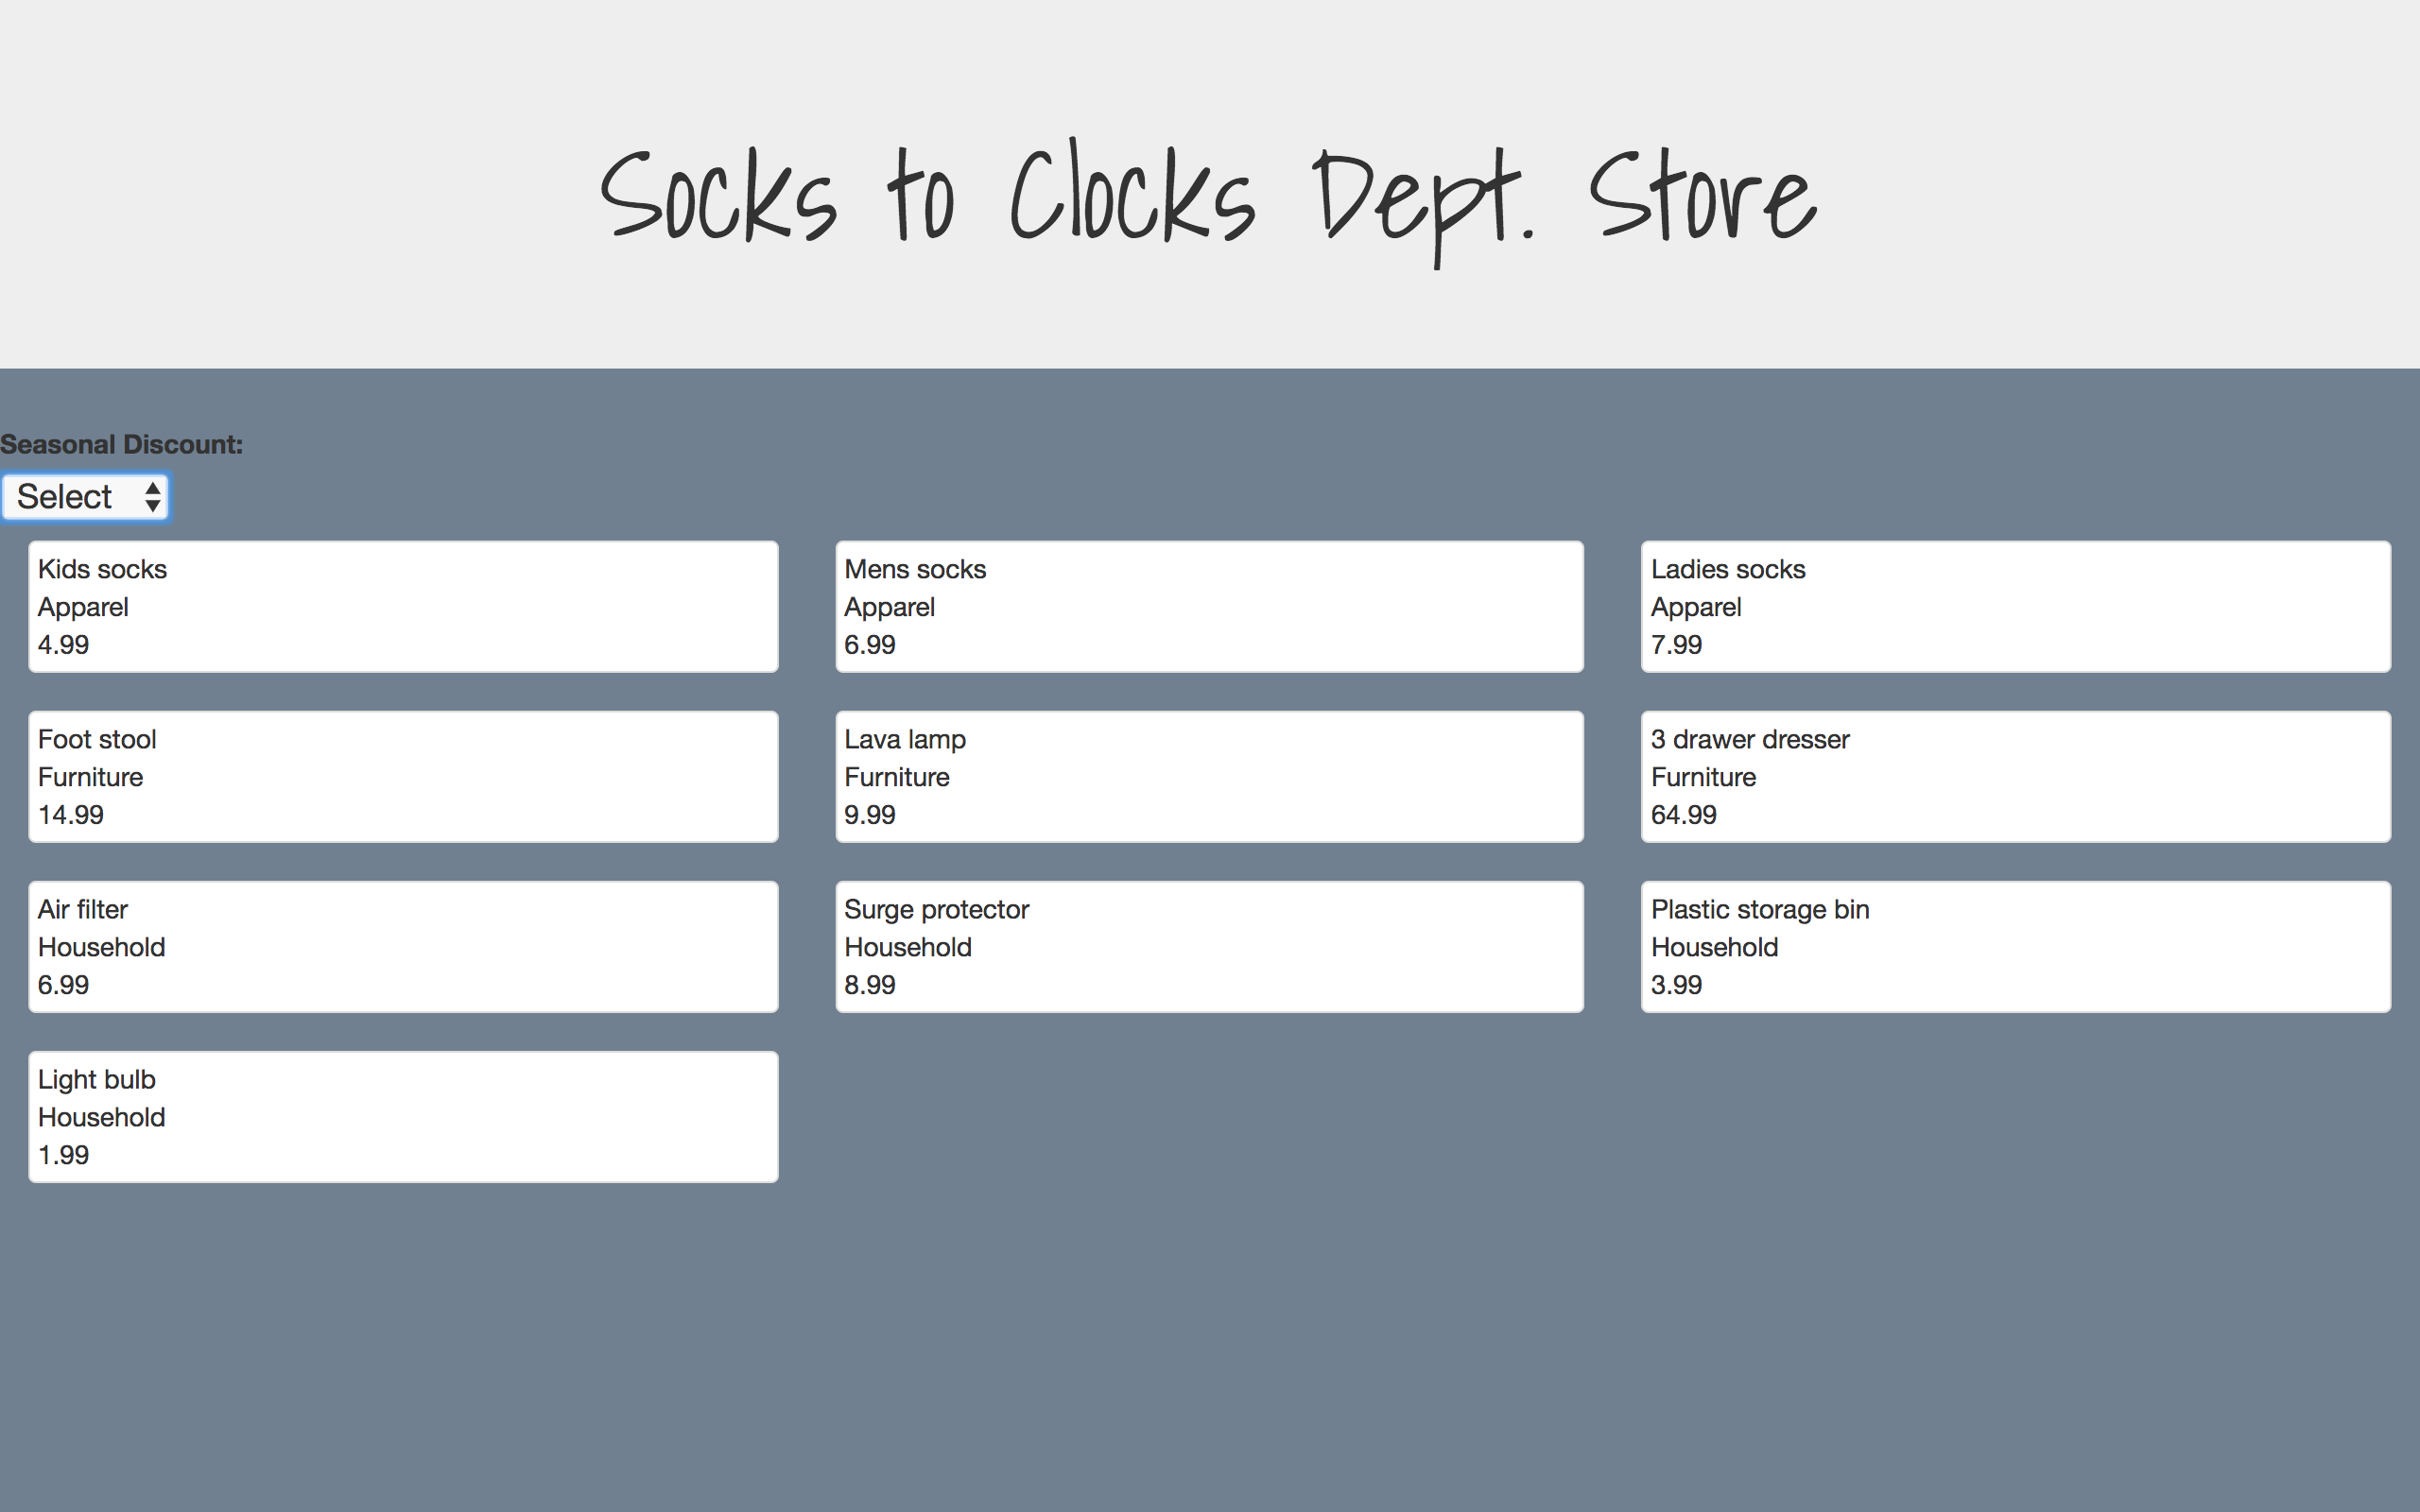 Socks to Clocks Dept. Store
Seasonal Discount:
Select
Kids socks
Apparel
4.99
Mens socks
Apparel
6.99
Ladies socks
Apparel
7.99
Foot stool
Furniture
14.99
Lava lamp
Furniture
9.99
3 drawer dresser
Furniture
64.99
Air filter
Household
6.99
Surge protector
Household
8.99
Plastic storage bin
Household
3.99
Light bulb
Household
1.99